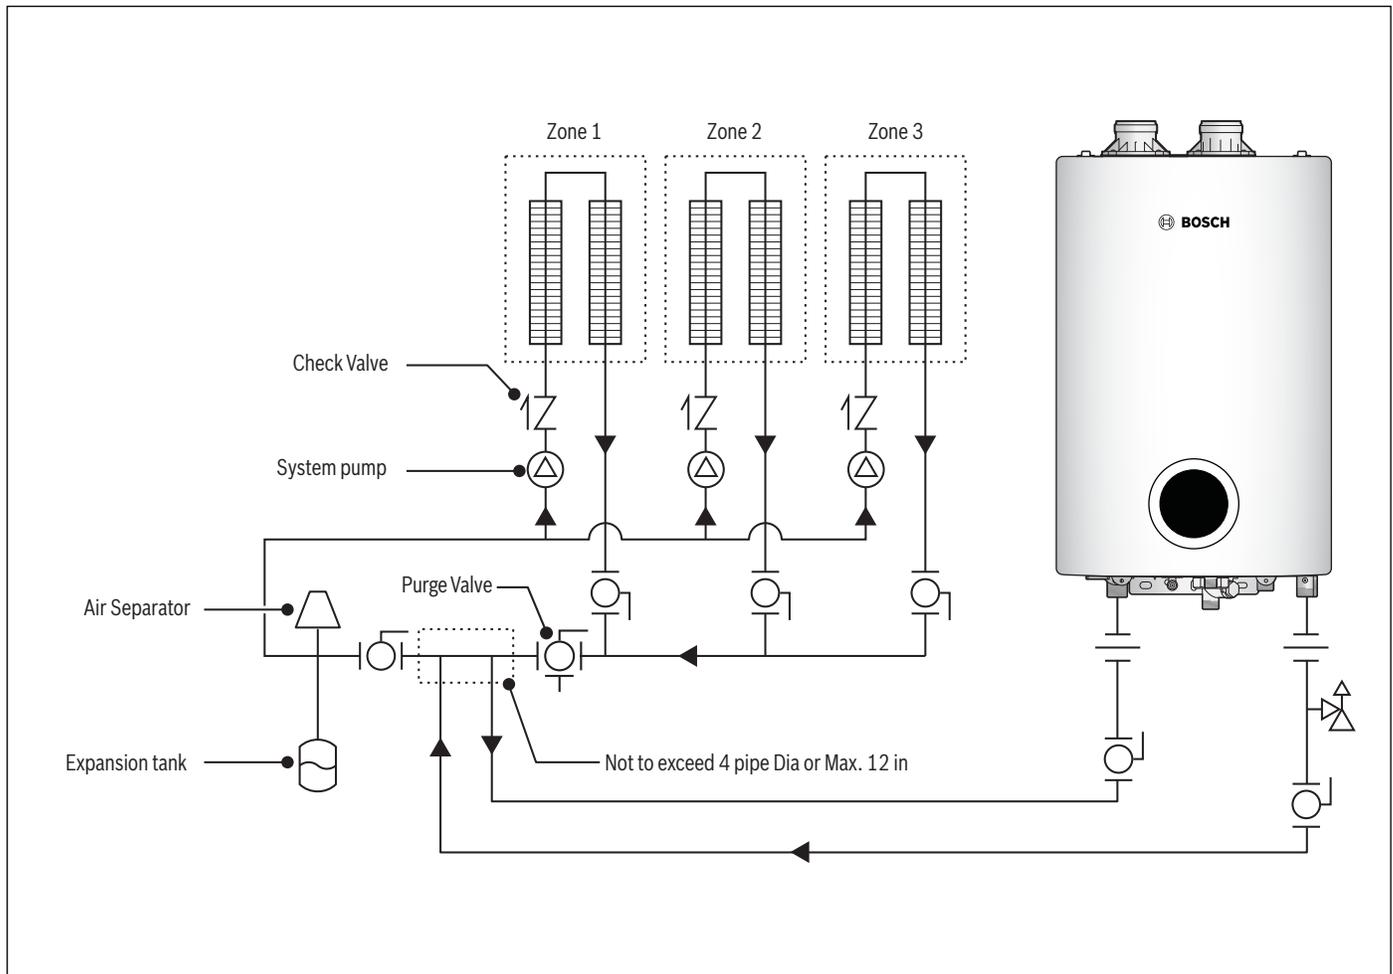 Zone 1
Zone 2
Zone 3
BOSCH
Check Valve
System pump
Purge Valve
Air Separator
Expansion tank
Not to exceed 4 pipe Dia or Max. 12 in